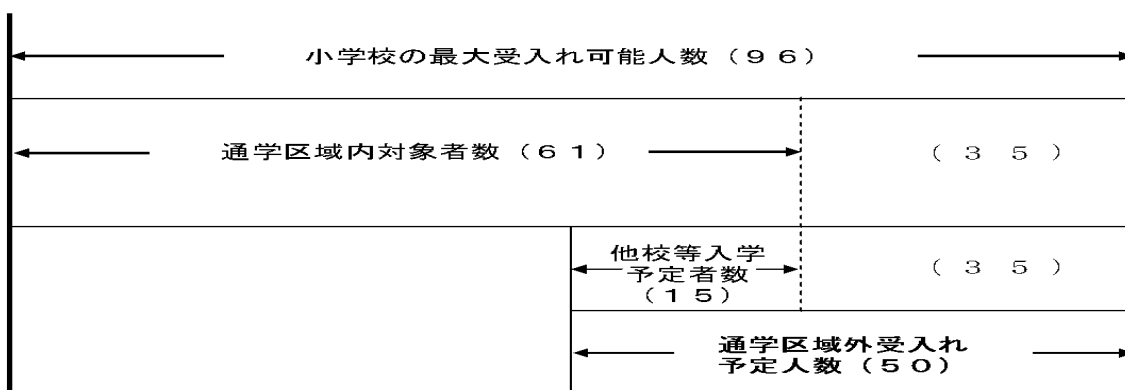 小学校の最大受入れ可能人数(96)
通学区域内対象者数(61)
(35)
他校等入学
予定者数
(15)
(35)
通学区域外受入れ
予定人数(50)